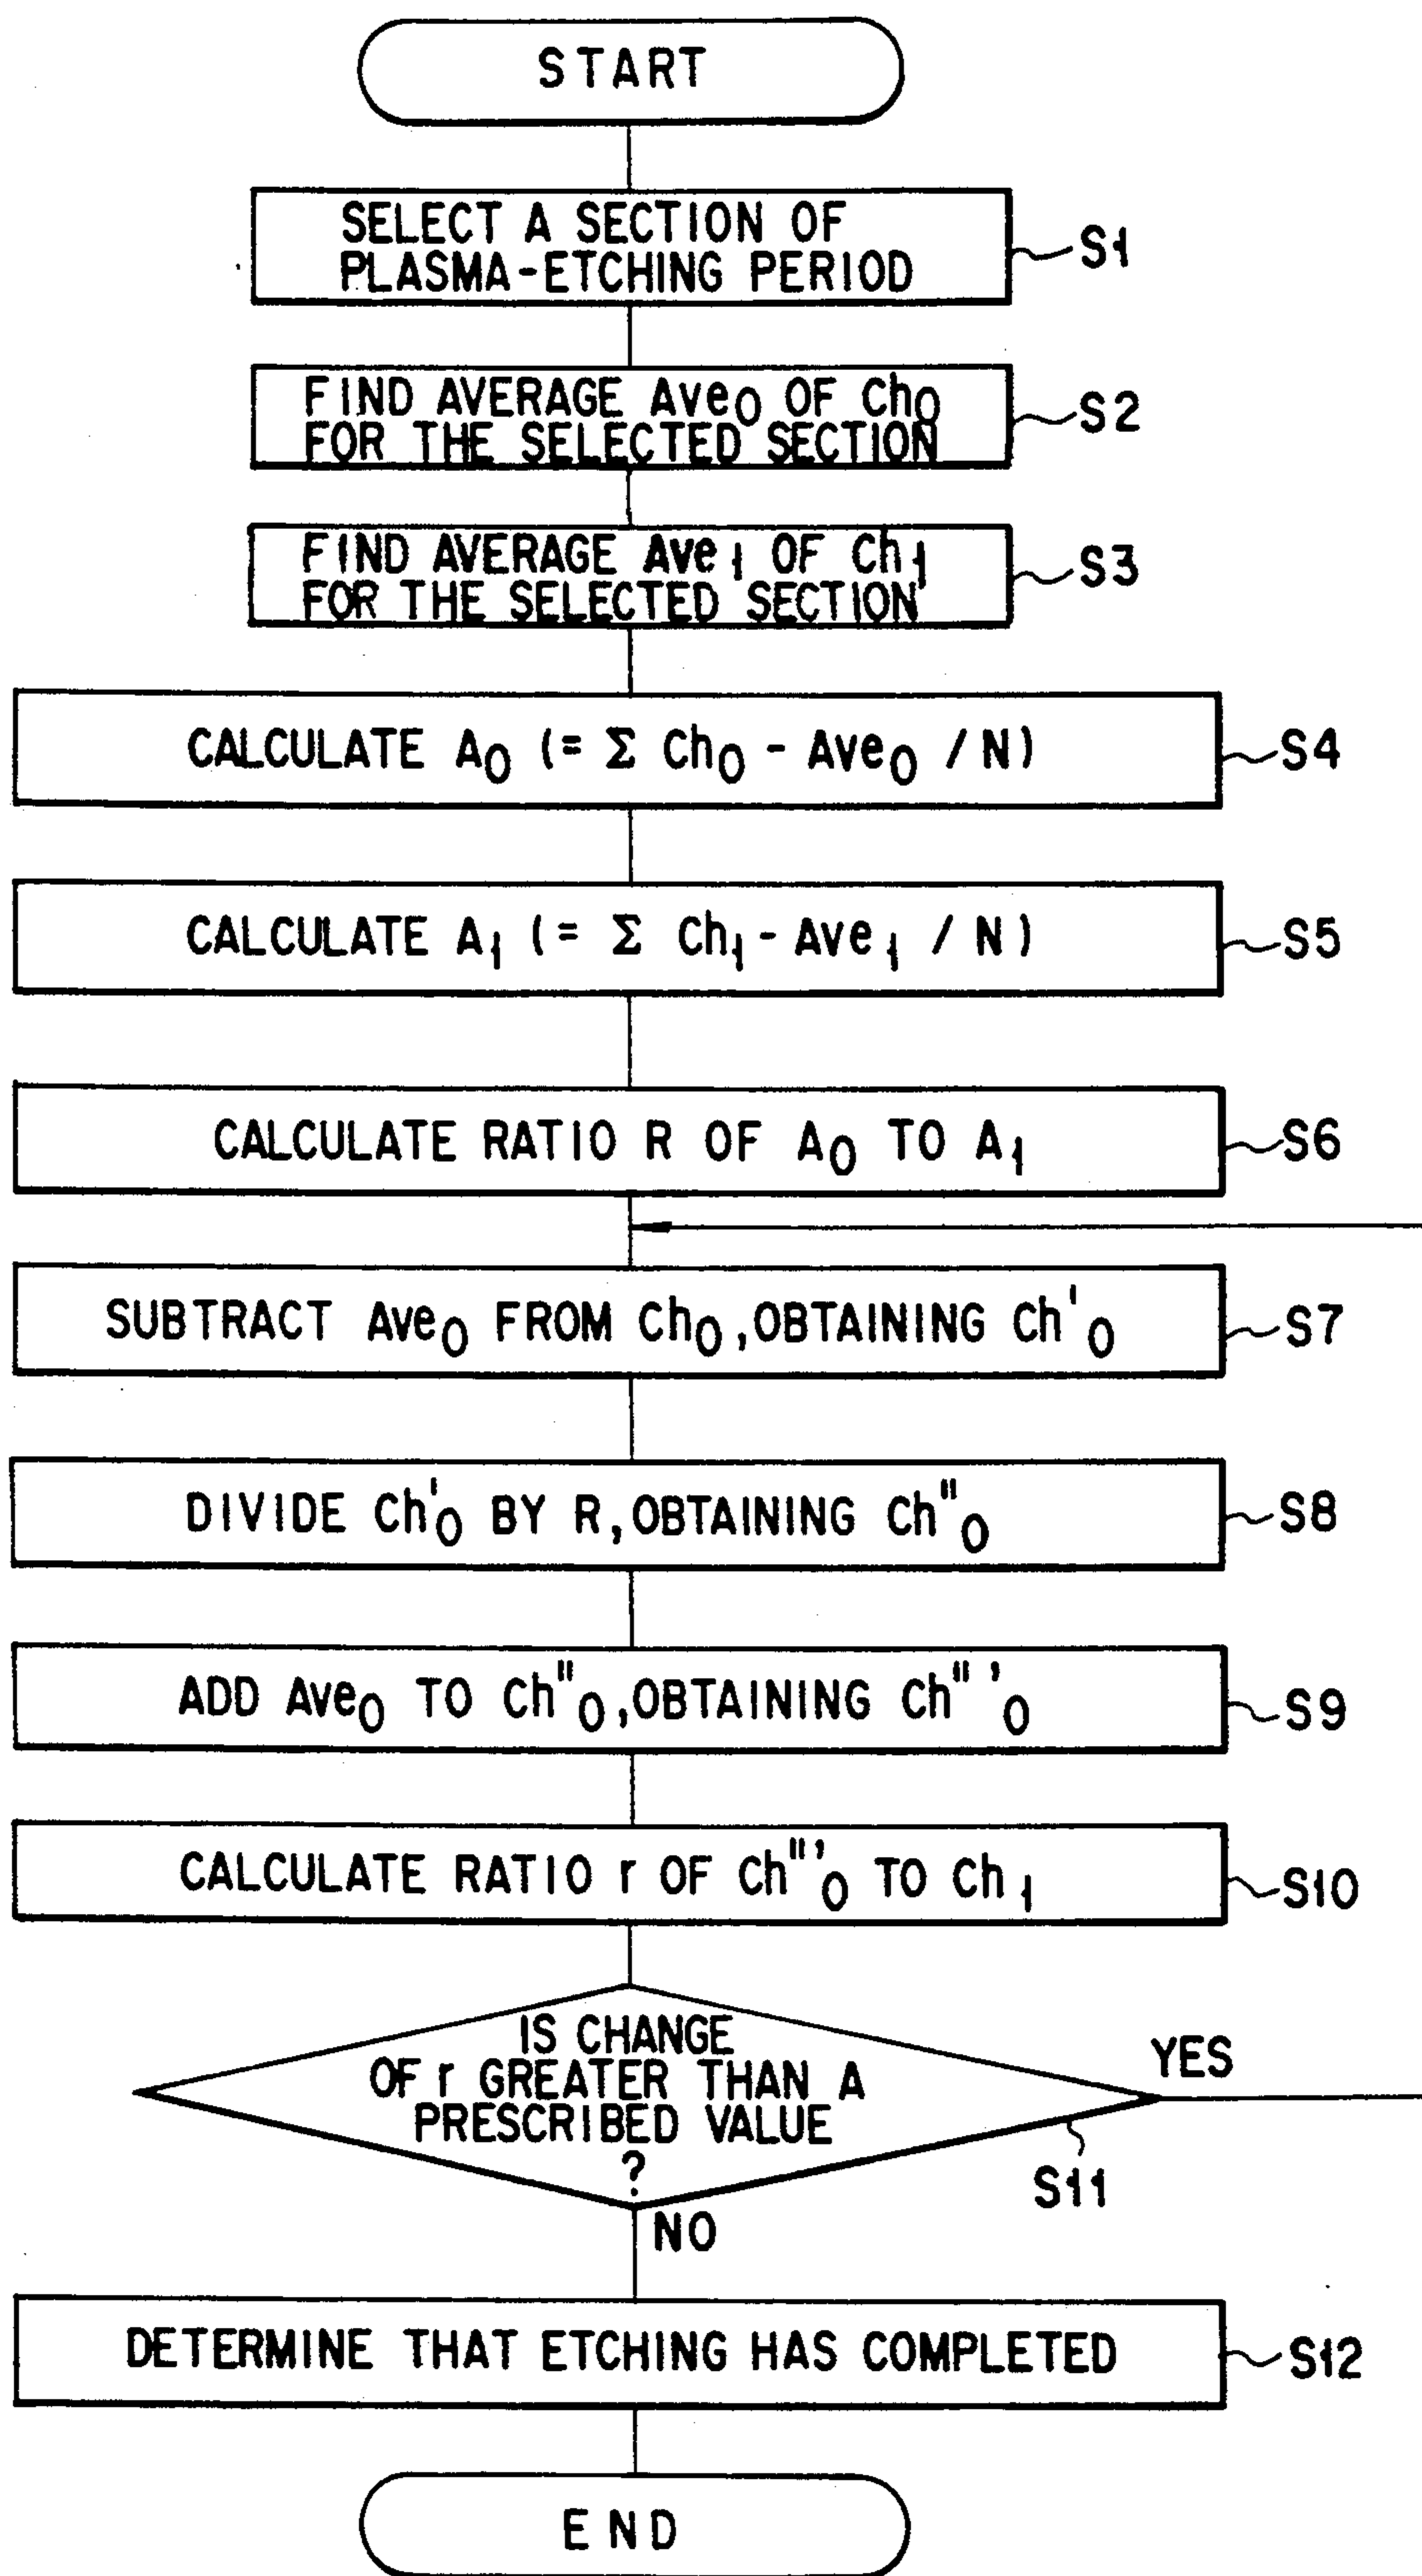 START
SELECT A SECTION OF
PLASMA-ETCHING PERIOD
S1
FIND AVERAGE Ave0 OF Ch0
FOR THE SELECTED SECTION
S2
FIND AVERAGE Ave1 OF Ch1
FOR THE SELECTED SECTION
S3
CALCULATE A0 (= Σ Ch0 - Ave0 / N)
S4
CALCULATE A1 (= Σ Ch1 - Ave1 / N)
S5
CALCULATE RATIO R OF A0 TO A1
S6
SUBTRACT Ave0 FROM Ch0, OBTAINING Ch'0
S7
DIVIDE Ch'0 BY R, OBTAINING Ch"0
S8
ADD Ave0 TO Ch"0, OBTAINING Ch"'0
S9
CALCULATE RATIO r OF Ch"'0 TO Ch1
S10
IS CHANGE
OF r GREATER THAN A
PRESCRIBED VALUE
?
YES
S11
NO
DETERMINE THAT ETCHING HAS COMPLETED
S12
END